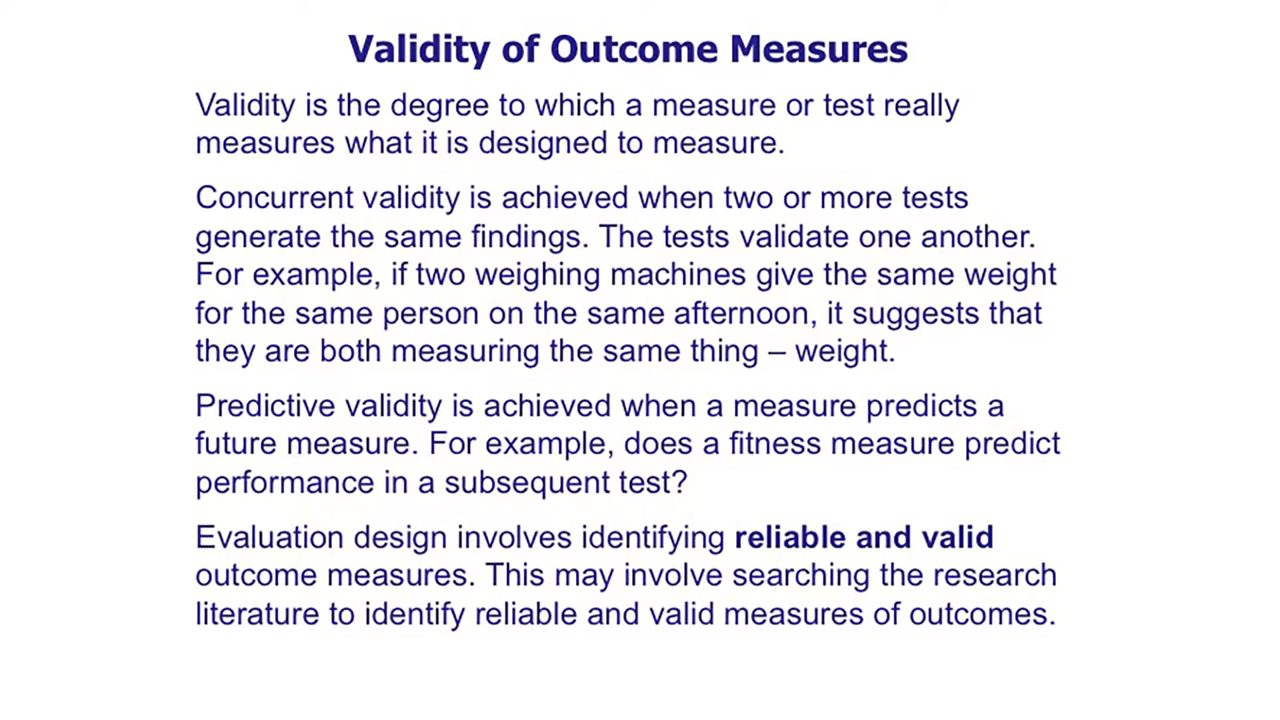 Validity of Outcome Measures
Validity is the degree to which a measure or test really
measures what it is designed to measure.
Concurrent validity is achieved when two or more tests
generate the same findings. The tests validate one another.
For example, if two weighing machines give the same weight
for the same person on the same afternoon, it suggests that
they are both measuring the same thing – weight.
Predictive validity is achieved when a measure predicts a
future measure. For example, does a fitness measure predict
performance in a subsequent test?
Evaluation design involves identifying reliable and valid
outcome measures. This may involve searching the research
literature to identify reliable and valid measures of outcomes.